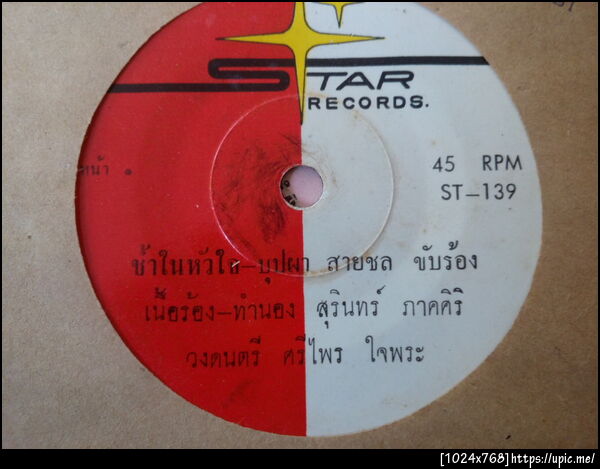 STAR
RECORDS.
45 RPM
ST-139
หน้า ๑
ช้ำในหัวใจ-บุปผา สายชล ขับร้อง
เนื้อร้อง-ทำนอง สุรินทร์ ภาคศิริ
วงดนตรี ศรีไพร ใจพระ
[1024x768]https://upic.me/